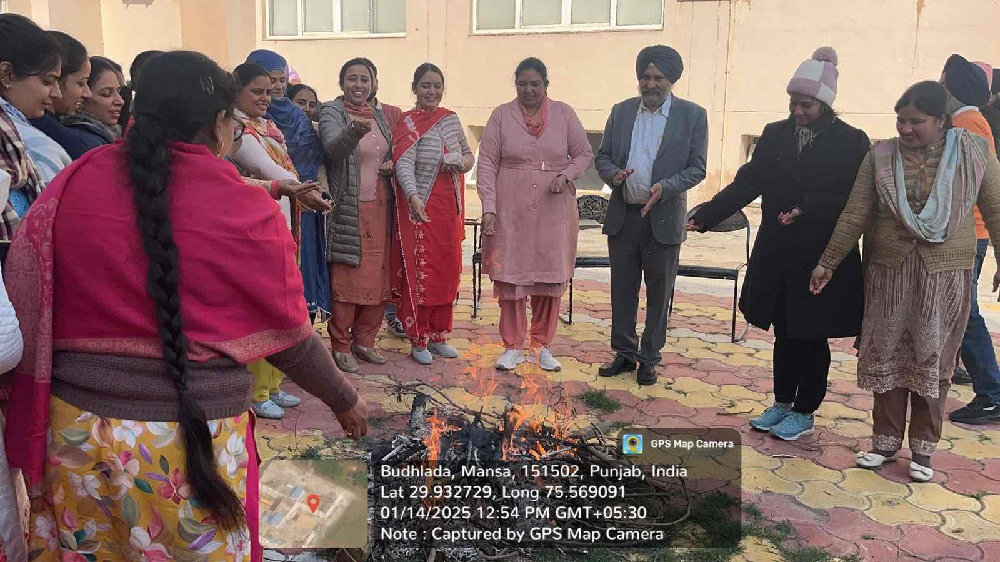 GPS Map Camera
Budhlada, Mansa, 151502, Punjab, India
Lat 29.932729, Long 75.569091
01/14/2025 12:54 PM GMT+05:30
Note : Captured by GPS Map Camera